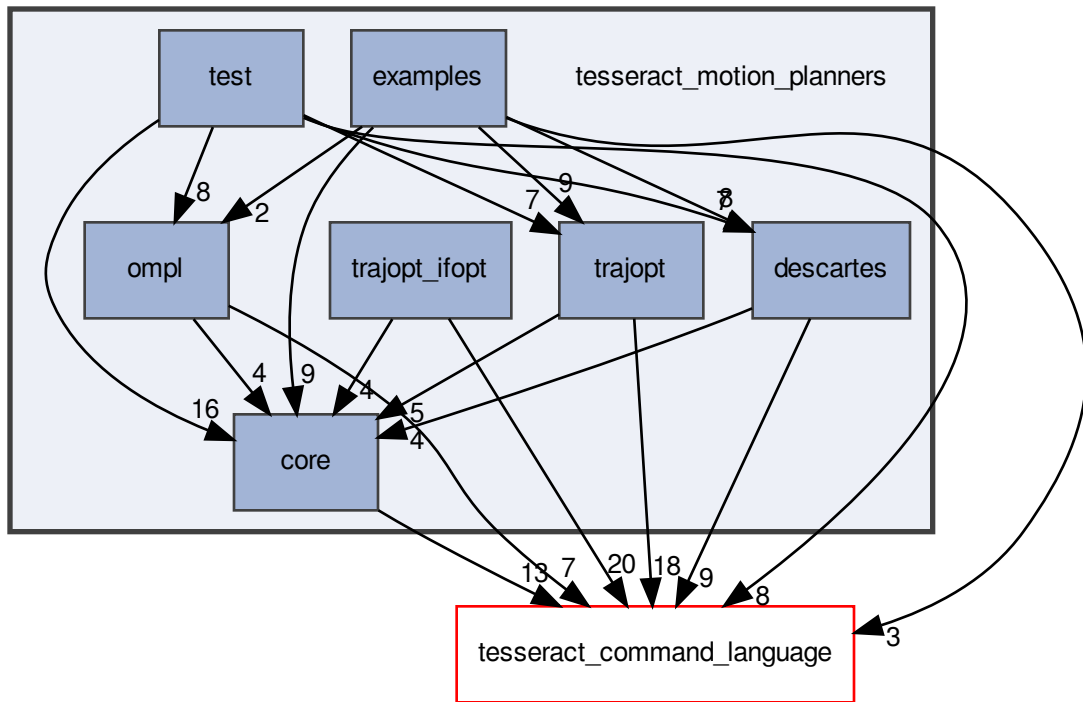 test
examples
tesseract_motion_planners
8
2
7
9
7
8
ompl
trajopt_ifopt
trajopt
descartes
16
4
9
4
5
4
core
13
7
20
18
9
8
3
tesseract_command_language